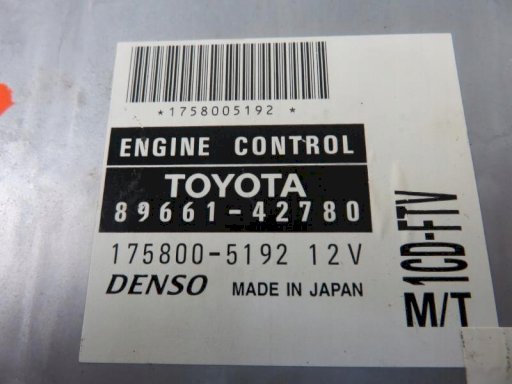 *1758005192*
ENGINE CONTROL
TOYOTA
89661-42780
175800-5192 12V
DENSO MADE IN JAPAN
1CD-FTV
M/T